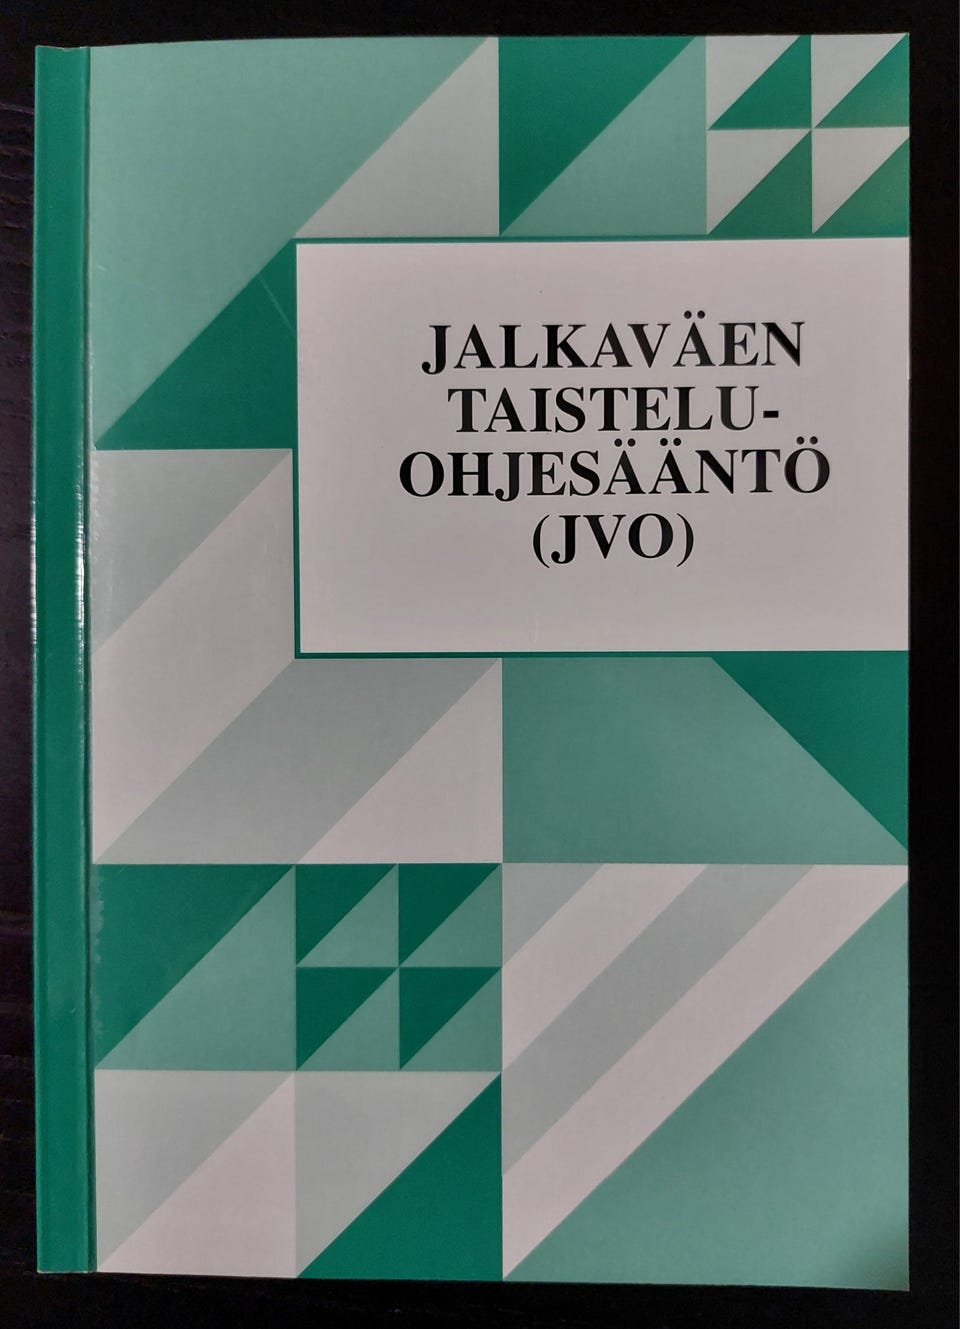 JALKAVÄEN
TAISTELU-
OHJESÄÄNTÖ
(JVO)